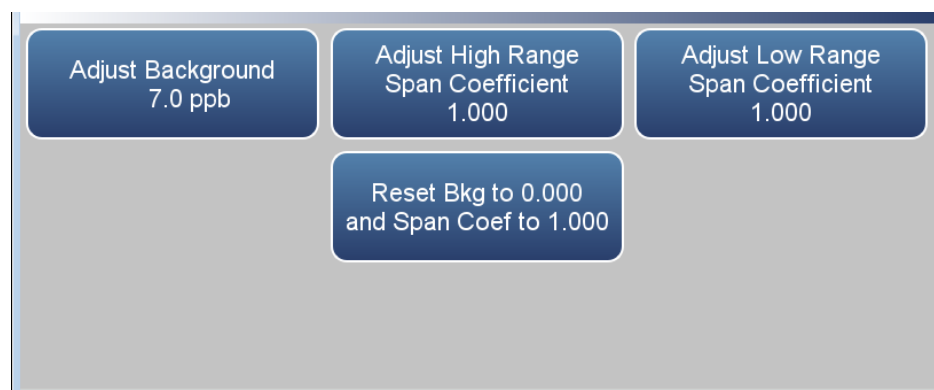 Adjust Background
7.0 ppb
Adjust High Range
Span Coefficient
1.000
Adjust Low Range
Span Coefficient
1.000
Reset Bkg to 0.000
and Span Coef to 1.000